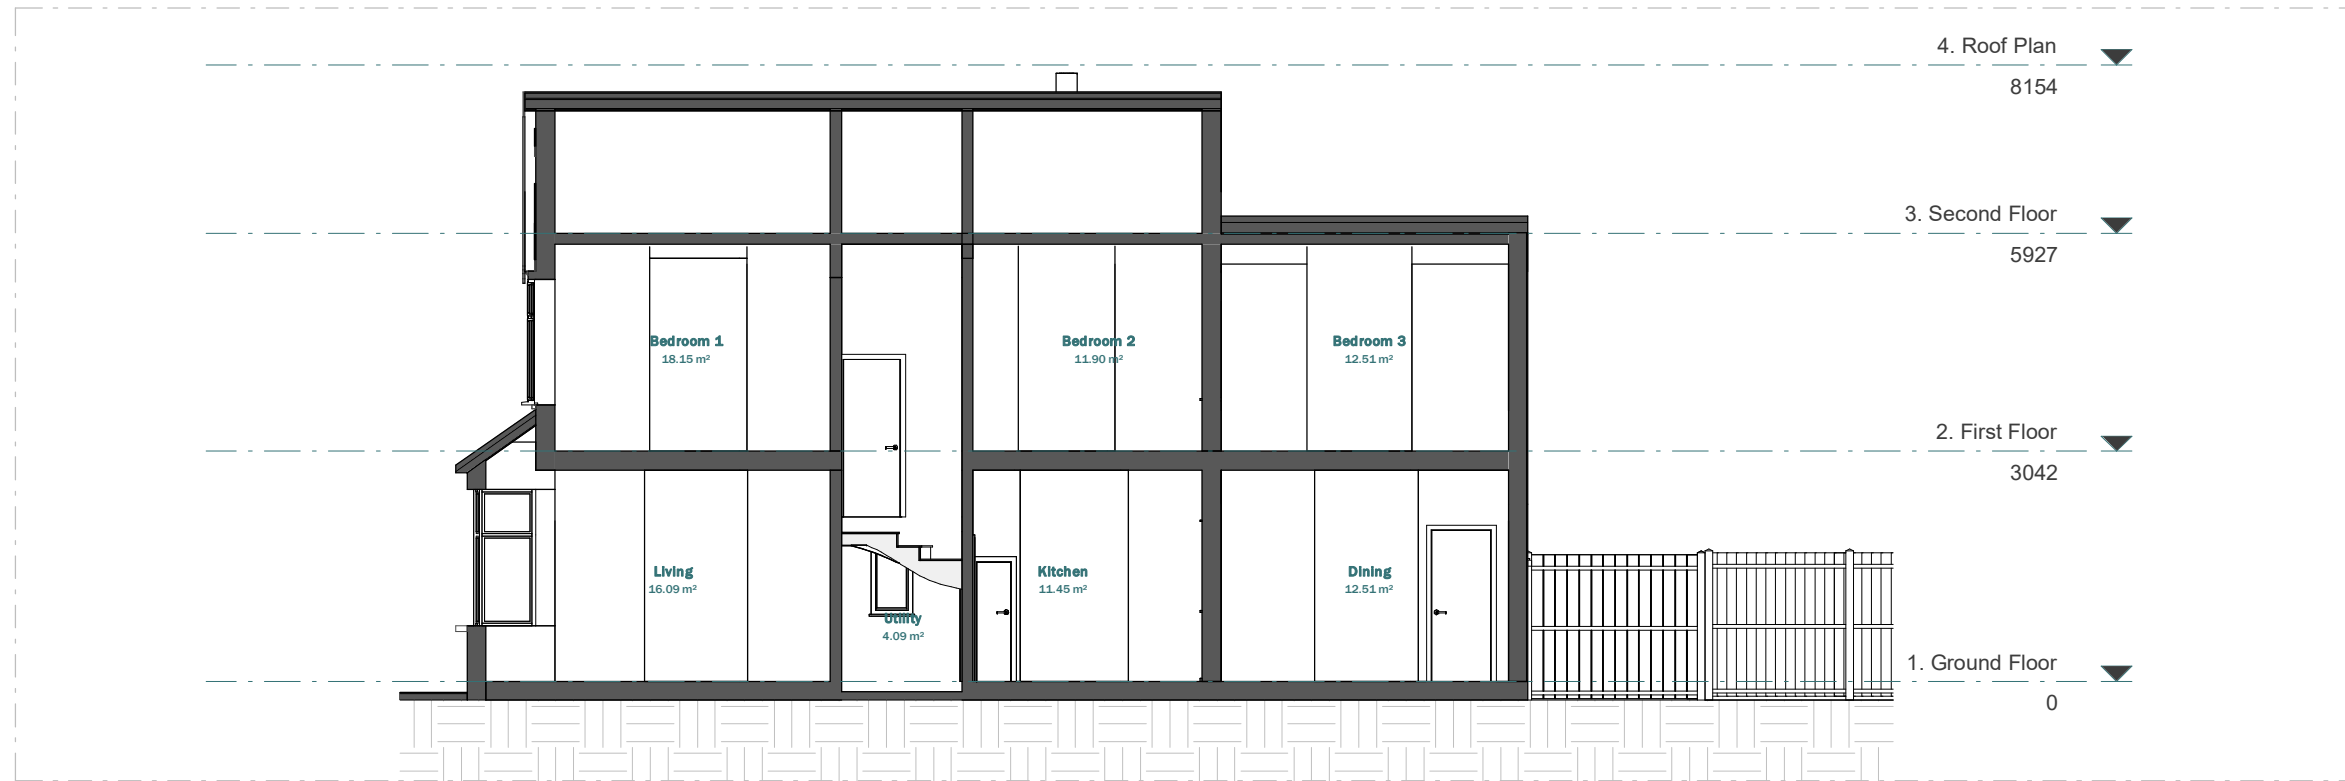 4. Roof Plan
8154
3. Second Floor
5927
Bedroom 1
18.15 m²
Bedroom 2
11.90 m²
Bedroom 3
12.51 m²
2. First Floor
3042
Living
16.09 m²
Utility
4.09 m²
Kitchen
11.45 m²
Dining
12.51 m²
1. Ground Floor
0